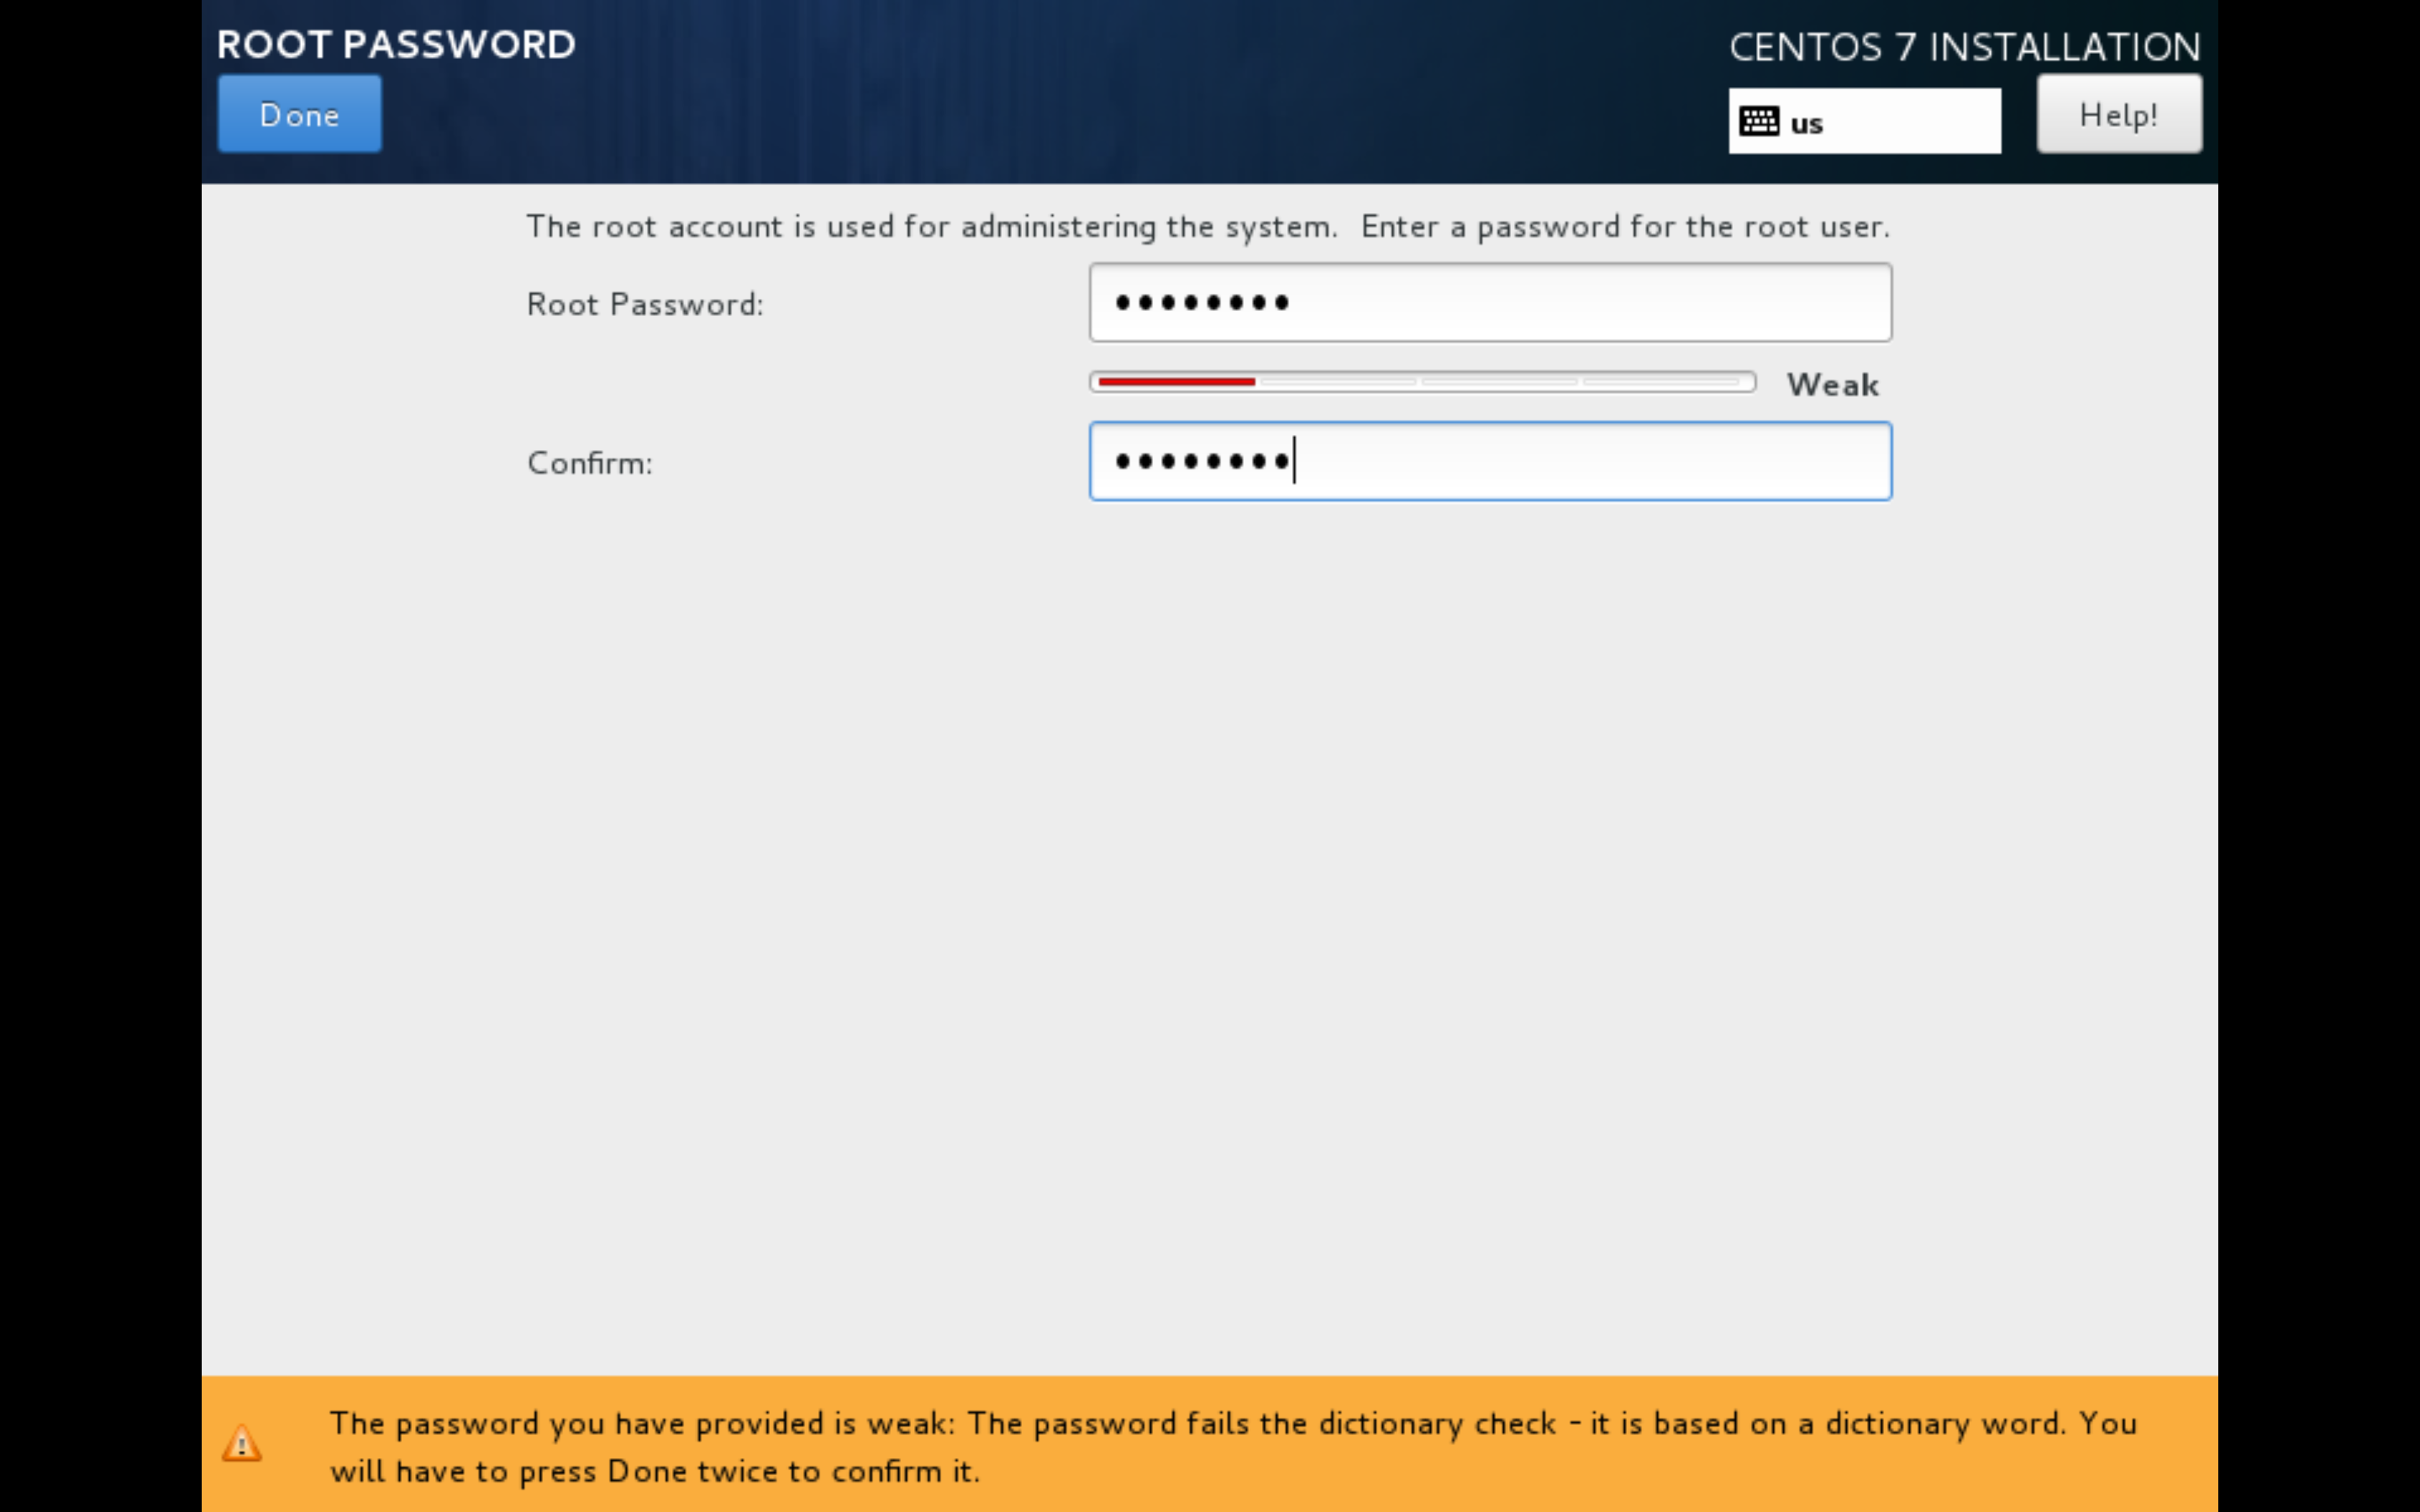 ROOT PASSWORD
CENTOS 7 INSTALLATION
Done
us
Help!
The root account is used for administering the system. Enter a password for the root user.
Root Password:
••••••••
Weak
Confirm:
••••••••
The password you have provided is weak: The password fails the dictionary check - it is based on a dictionary word. You
will have to press Done twice to confirm it.